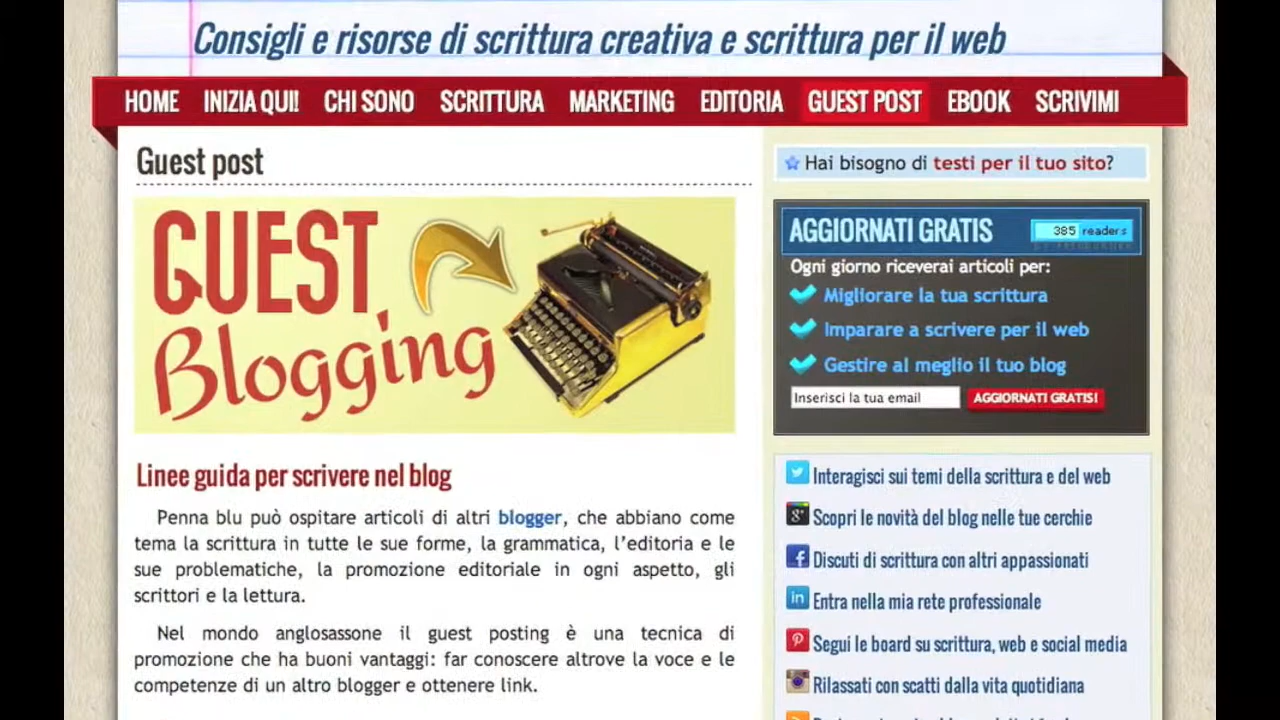 Consigli e risorse di scrittura creativa e scrittura per il web
HOME INIZIA QUI! CHI SONO SCRITTURA MARKETING EDITORIA GUEST POST EBOOK SCRIVIMI
Guest post
GUEST
Blogging
Linee guida per scrivere nel blog
Penna blu può ospitare articoli di altri blogger, che abbiano come
tema la scrittura in tutte le sue forme, la grammatica, l'editoria e le
sue problematiche, la promozione editoriale in ogni aspetto, gli
scrittori e la lettura.
Nel mondo anglosassone il guest posting è una tecnica di
promozione che ha buoni vantaggi: far conoscere altrove la voce e le
competenze di un altro blogger e ottenere link.
Hai bisogno di testi per il tuo sito?
AGGIORNATI GRATIS
385 readers
Ogni giorno riceverai articoli per:
Migliorare la tua scrittura
Imparare a scrivere per il web
Gestire al meglio il tuo blog
Inserisci la tua email AGGIORNATI GRATIS!
Interagisci sui temi della scrittura e del web
Scopri le novità del blog nelle tue cerchie
Discuti di scrittura con altri appassionati
Entra nella mia rete professionale
Segui le board su scrittura, web e social media
Rilassati con scatti dalla vita quotidiana